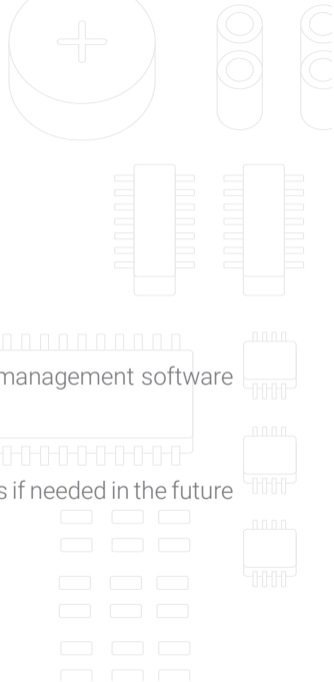 management software
s if needed in the future